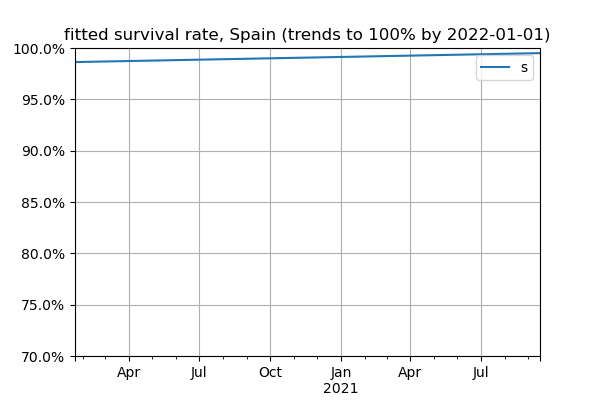 fitted survival rate, Spain (trends to 100% by 2022-01-01)
100.0%
95.0%
90.0%
85.0%
80.0%
75.0%
70.0%
s
Apr Jul Oct Jan Apr Jul
2021